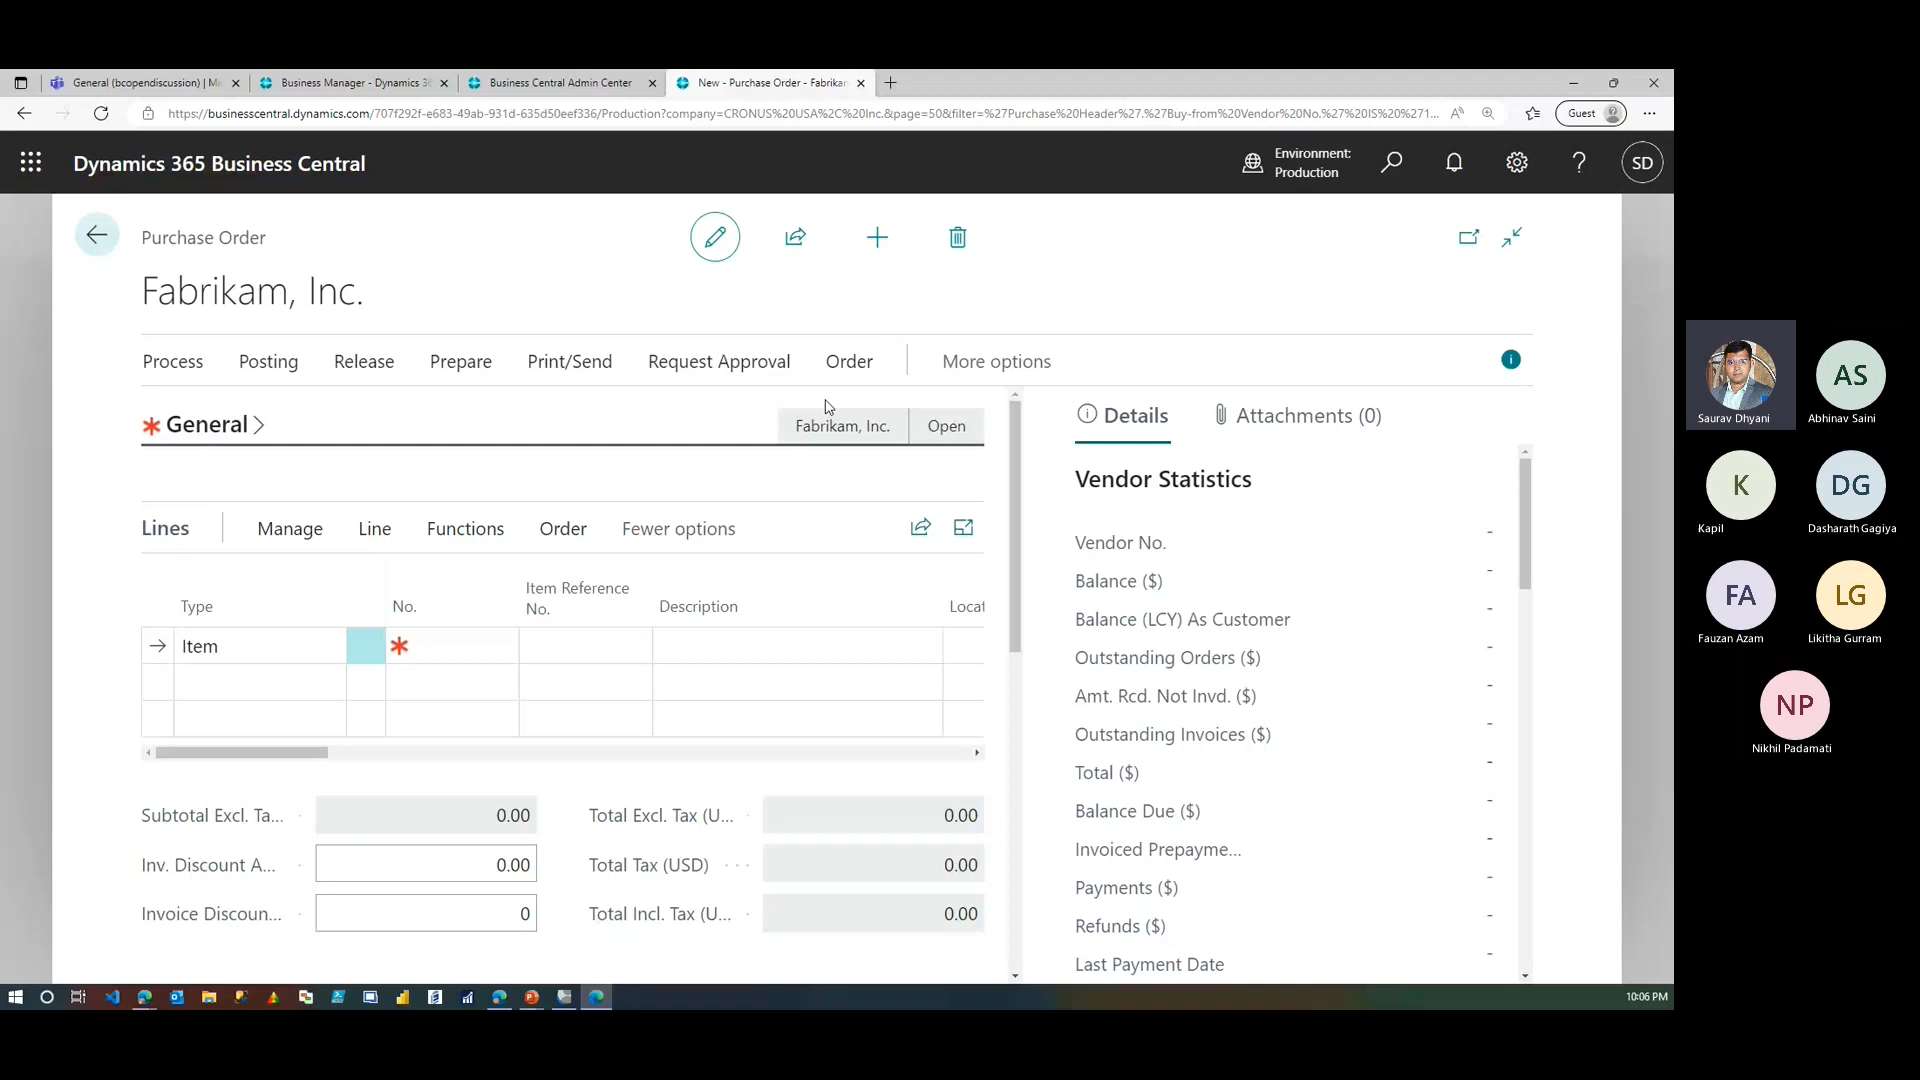 General (bcopendiscussion) | Mi
Business Manager - Dynamics 36
Business Central Admin Center
New - Purchase Order - Fabrikam
https://businesscentral.dynamics.com/707f292f-e683-49ab-931d-635d50eef336/Production?company=CRONUS%20USA%2C%20Inc.&page=50&filter=%27Purchase%20Header%27.%27Buy-from%20Vendor%20No.%27%20IS%20%271...
Guest
Dynamics 365 Business Central
Environment:
Production
SD
Purchase Order
Fabrikam, Inc.
Process
Posting
Release
Prepare
Print/Send
Request Approval
Order
More options
General
Fabrikam, Inc.
Open
Lines
Manage
Line
Functions
Order
Fewer options
Type
No.
Item Reference
No.
Description
Locat
Item
Subtotal Excl. Ta...
0.00
Total Excl. Tax (U...
0.00
Inv. Discount A...
0.00
Total Tax (USD)
0.00
Invoice Discoun...
0
Total Incl. Tax (U...
0.00
Details
Attachments (0)
Vendor Statistics
Vendor No.
-
Balance ($)
-
Balance (LCY) As Customer
-
Outstanding Orders ($)
-
Amt. Rcd. Not Invd. ($)
-
Outstanding Invoices ($)
-
Total ($)
-
Balance Due ($)
-
Invoiced Prepayme...
-
Payments ($)
-
Refunds ($)
-
Last Payment Date
-
10:06 PM
Saurav Dhyani
AS
Abhinav Saini
K
Kapil
DG
Dasharath Gagiya
FA
Fauzan Azam
LG
Likitha Gurram
NP
Nikhil Padamati